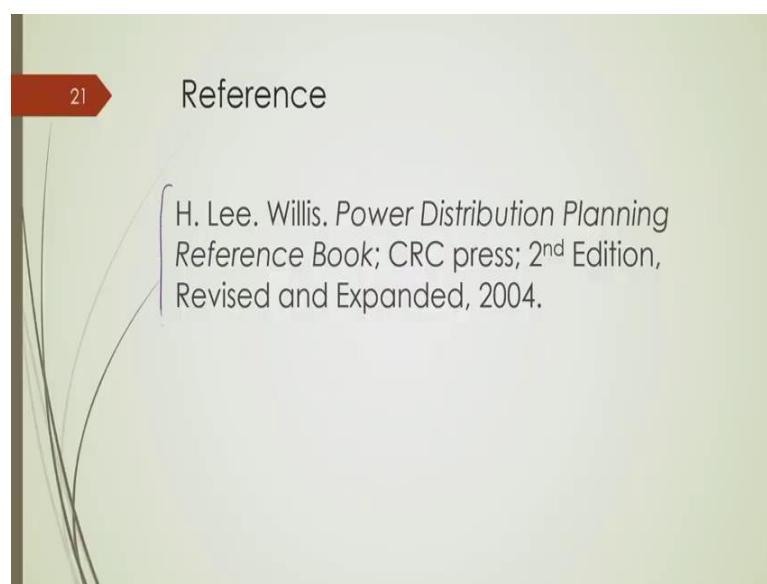 21
Reference
H. Lee. Willis. Power Distribution Planning
Reference Book; CRC press; 2nd Edition,
Revised and Expanded, 2004.